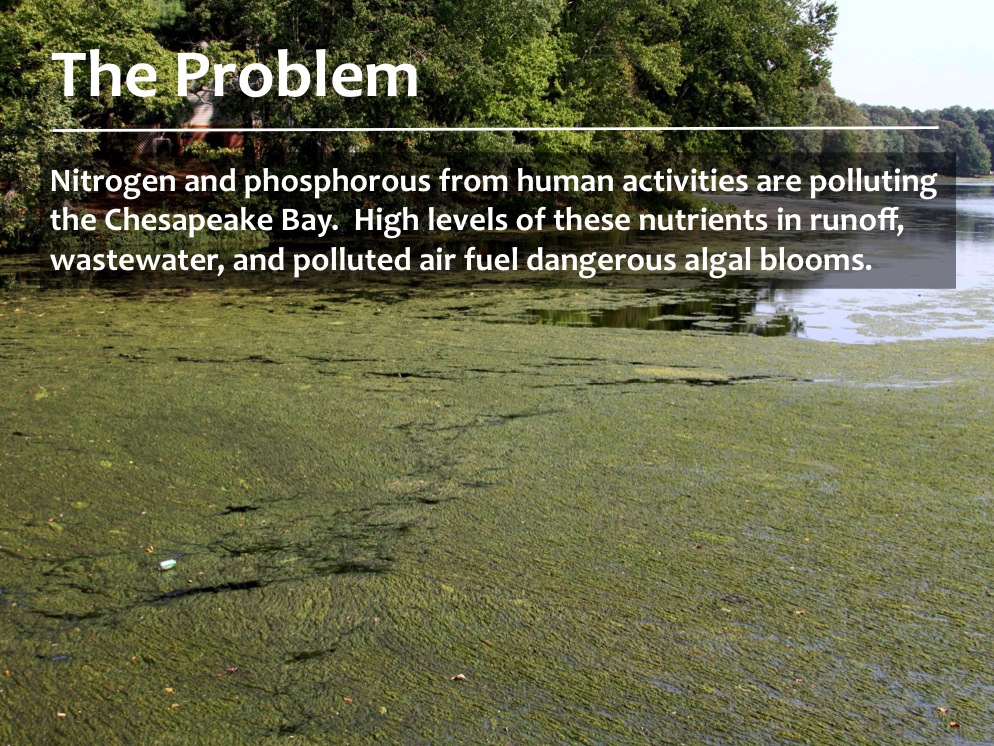 The Problem
Nitrogen and phosphorous from human activities are polluting
the Chesapeake Bay.  High levels of these nutrients in runoff,
wastewater, and polluted air fuel dangerous algal blooms.